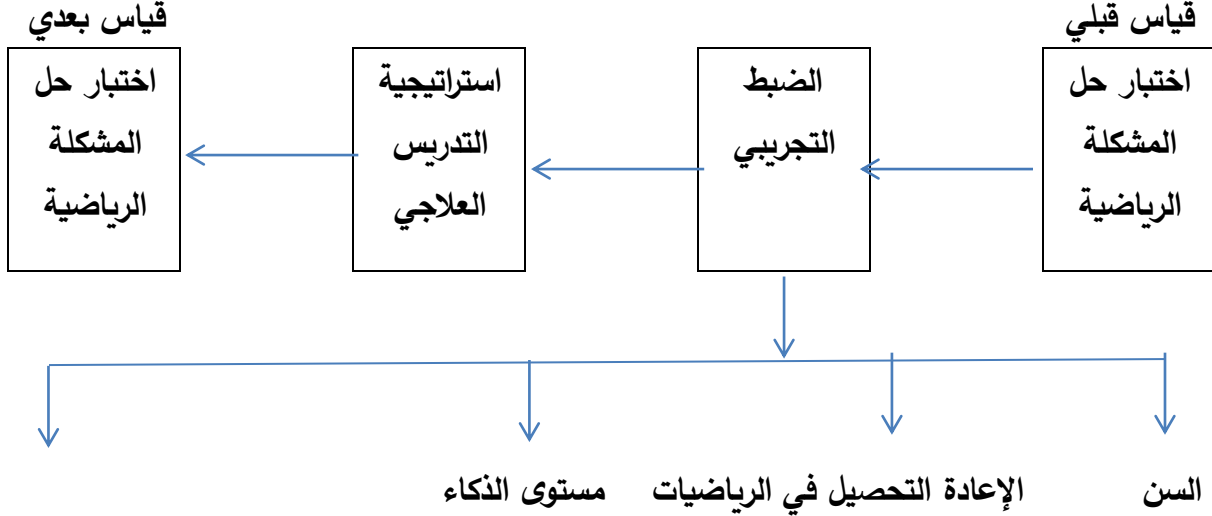 قياس قبلي
قياس بعدي
اختبار حل
المشكلة
الرياضية
الضبط
التجريبي
استراتيجية
التدريس
العلاجي
اختبار حل
المشكلة
الرياضية
السن
الإعادة التحصيل في الرياضيات
مستوى الذكاء